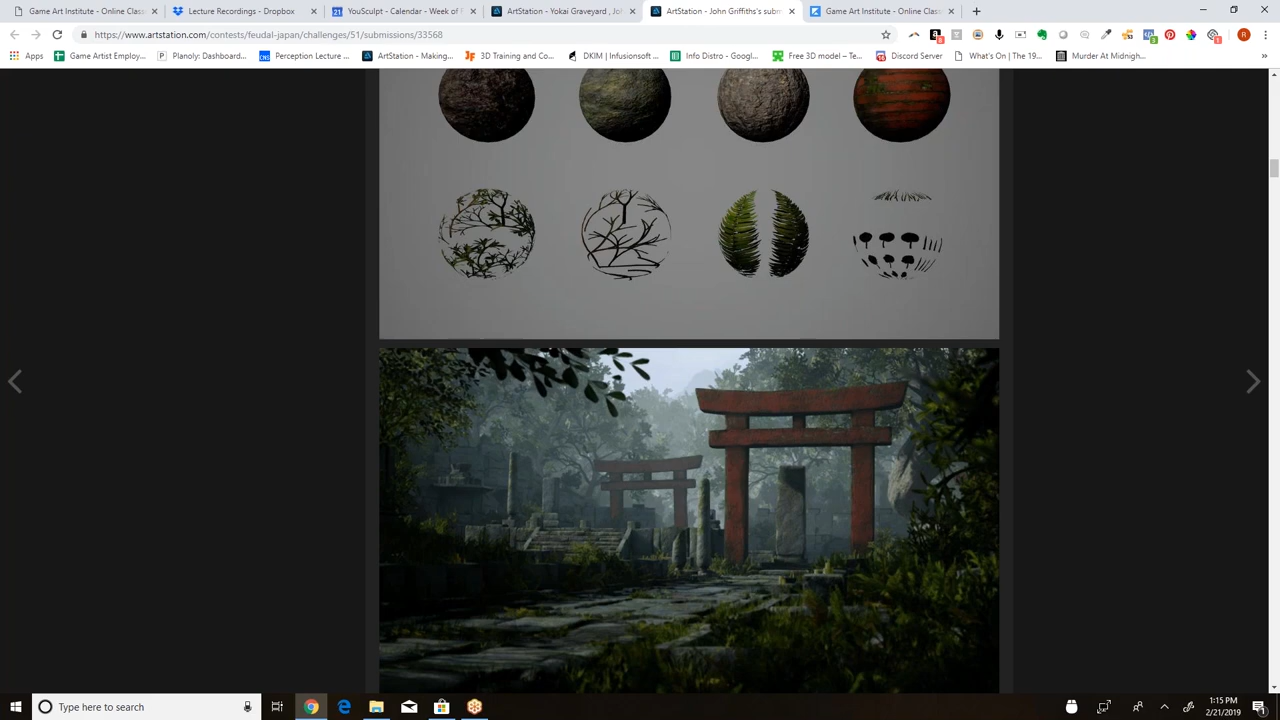 Game Art Institute - Online Class
Lecture Recordings - Dropbox
YouSculpt - Calendar - Week of F
ArtStation - Yokai Graveyard , Jo
ArtStation - John Griffiths's subm
Game Art Institute - Online Class
https://www.artstation.com/contests/feudal-japan/challenges/51/submissions/33568
Apps
Game Artist Employ...
Planoly: Dashboard...
Perception Lecture ...
ArtStation - Making...
3D Training and Co...
DKIM | Infusionsoft ...
Info Distro - Googl...
Free 3D model – Te...
Discord Server
What's On | The 19...
Murder At Midnigh...
Type here to search
1:15 PM
2/21/2019